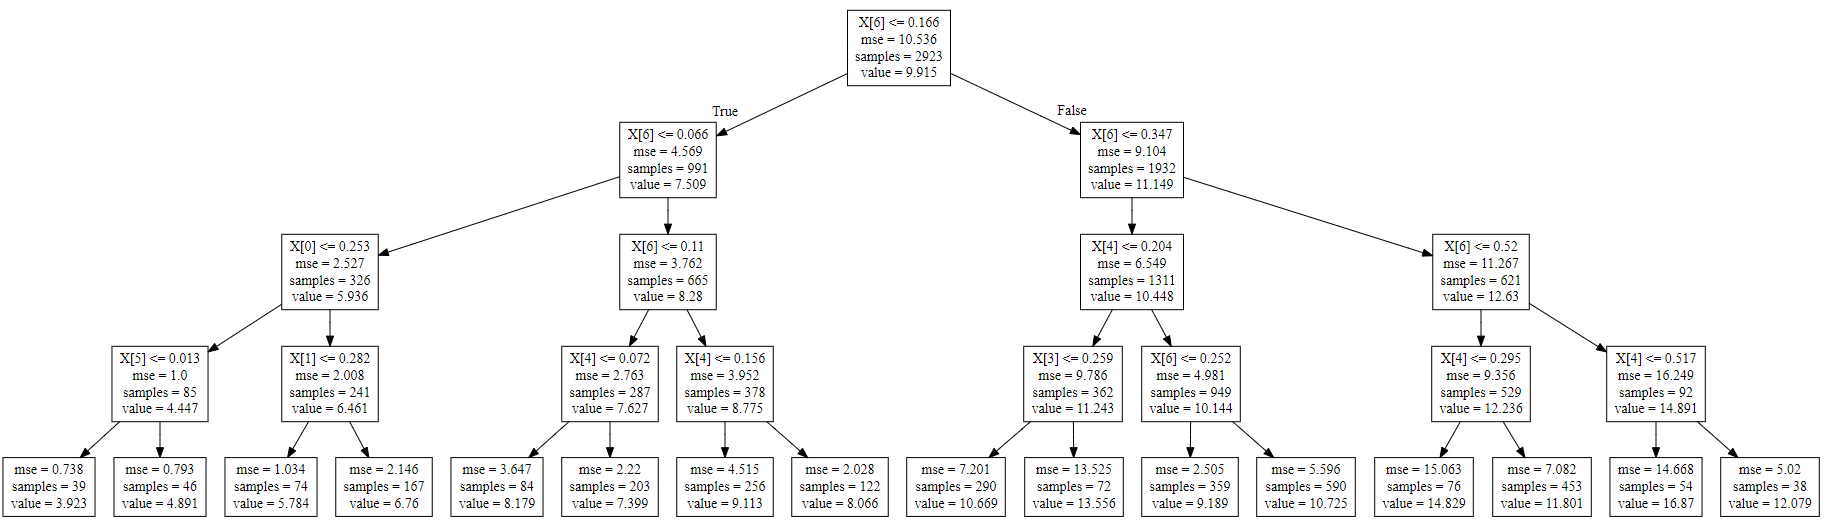 X[6] <= 0.166
mse = 10.536
samples = 2923
value = 9.915
True
False
X[6] <= 0.066
mse = 4.569
samples = 991
value = 7.509
X[6] <= 0.347
mse = 9.104
samples = 1932
value = 11.149
X[0] <= 0.253
mse = 2.527
samples = 326
value = 5.936
X[6] <= 0.11
mse = 3.762
samples = 665
value = 8.28
X[4] <= 0.204
mse = 6.549
samples = 1311
value = 10.448
X[6] <= 0.52
mse = 11.267
samples = 621
value = 12.63
X[5] <= 0.013
mse = 1.0
samples = 85
value = 4.447
X[1] <= 0.282
mse = 2.008
samples = 241
value = 6.461
X[4] <= 0.072
mse = 2.763
samples = 287
value = 7.627
X[4] <= 0.156
mse = 3.952
samples = 378
value = 8.775
X[3] <= 0.259
mse = 9.786
samples = 362
value = 11.243
X[6] <= 0.252
mse = 4.981
samples = 949
value = 10.144
X[4] <= 0.295
mse = 9.356
samples = 529
value = 12.236
X[4] <= 0.517
mse = 16.249
samples = 92
value = 14.891
mse = 0.738
samples = 39
value = 3.923
mse = 0.793
samples = 46
value = 4.891
mse = 1.034
samples = 74
value = 5.784
mse = 2.146
samples = 167
value = 6.76
mse = 3.647
samples = 84
value = 8.179
mse = 2.22
samples = 203
value = 7.399
mse = 4.515
samples = 256
value = 9.113
mse = 2.028
samples = 122
value = 8.066
mse = 7.201
samples = 290
value = 10.669
mse = 13.525
samples = 72
value = 13.556
mse = 2.505
samples = 359
value = 9.189
mse = 5.596
samples = 590
value = 10.725
mse = 15.063
samples = 76
value = 14.829
mse = 7.082
samples = 453
value = 11.801
mse = 14.668
samples = 54
value = 16.87
mse = 5.02
samples = 38
value = 12.079